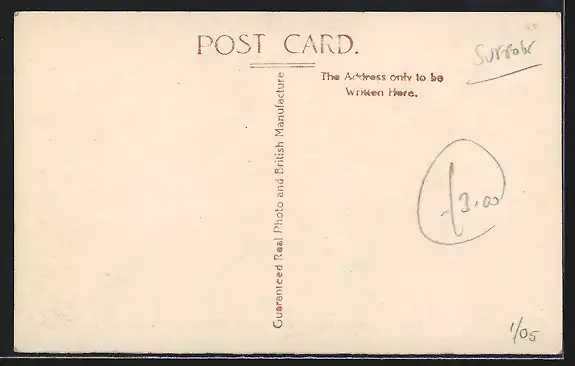 POST CARD.
The Address only to be
Written Here.
Guaranteed Real Photo and British Manufacture
£3.00
1/05